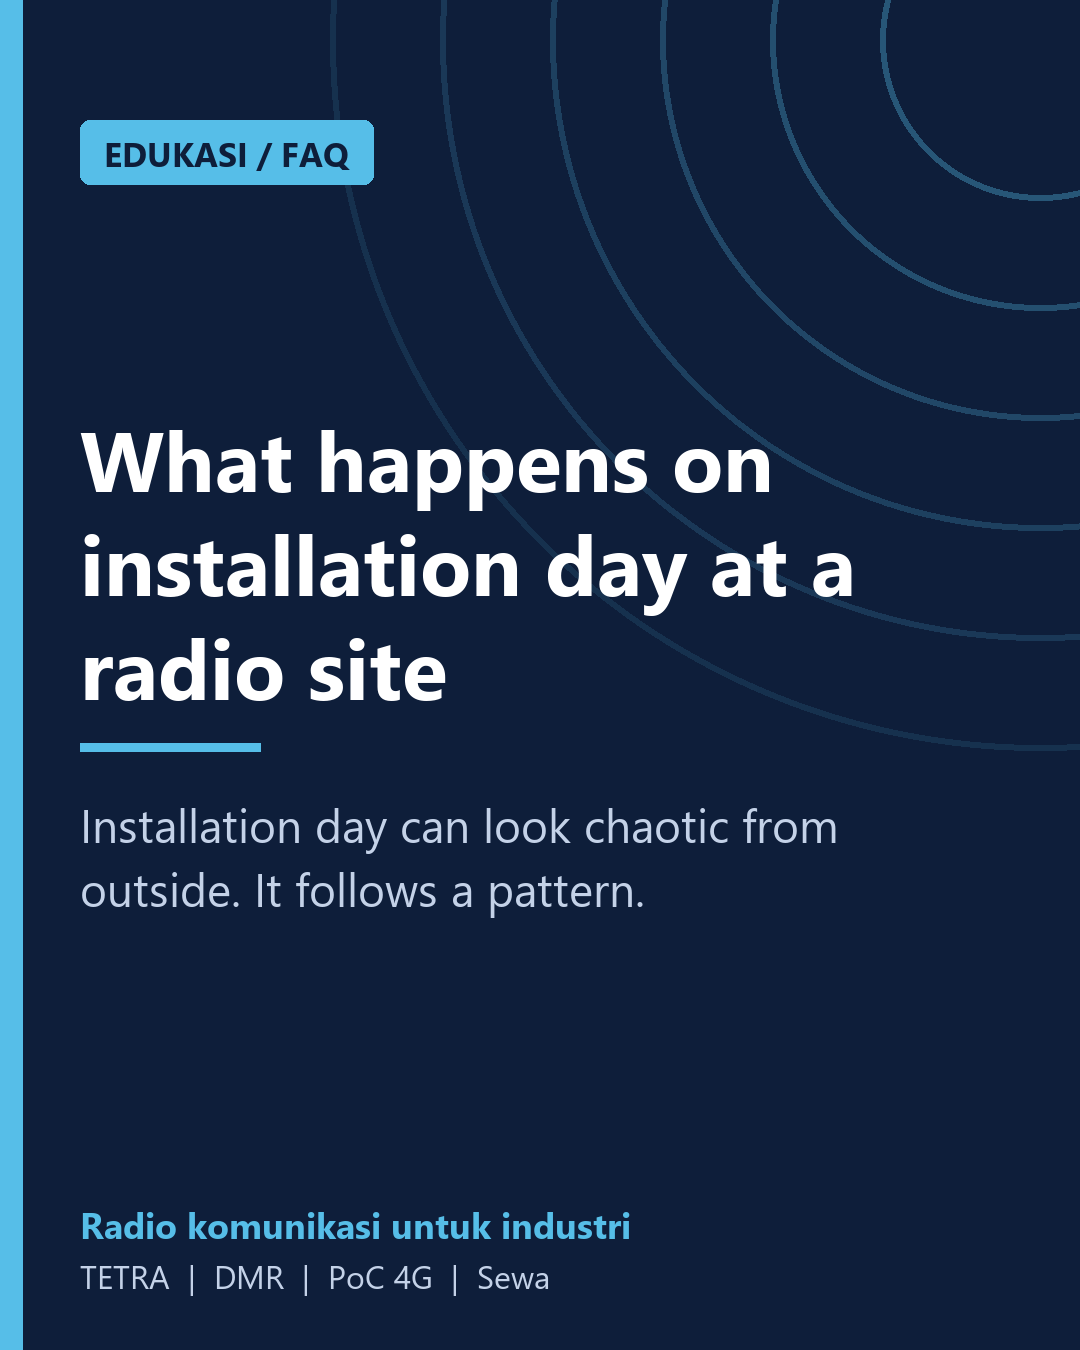 EDUKASI / FAQ
What happens on
installation day at a
radio site
Installation day can look chaotic from
outside. It follows a pattern.
Radio komunikasi untuk industri
TETRA | DMR | PoC 4G | Sewa